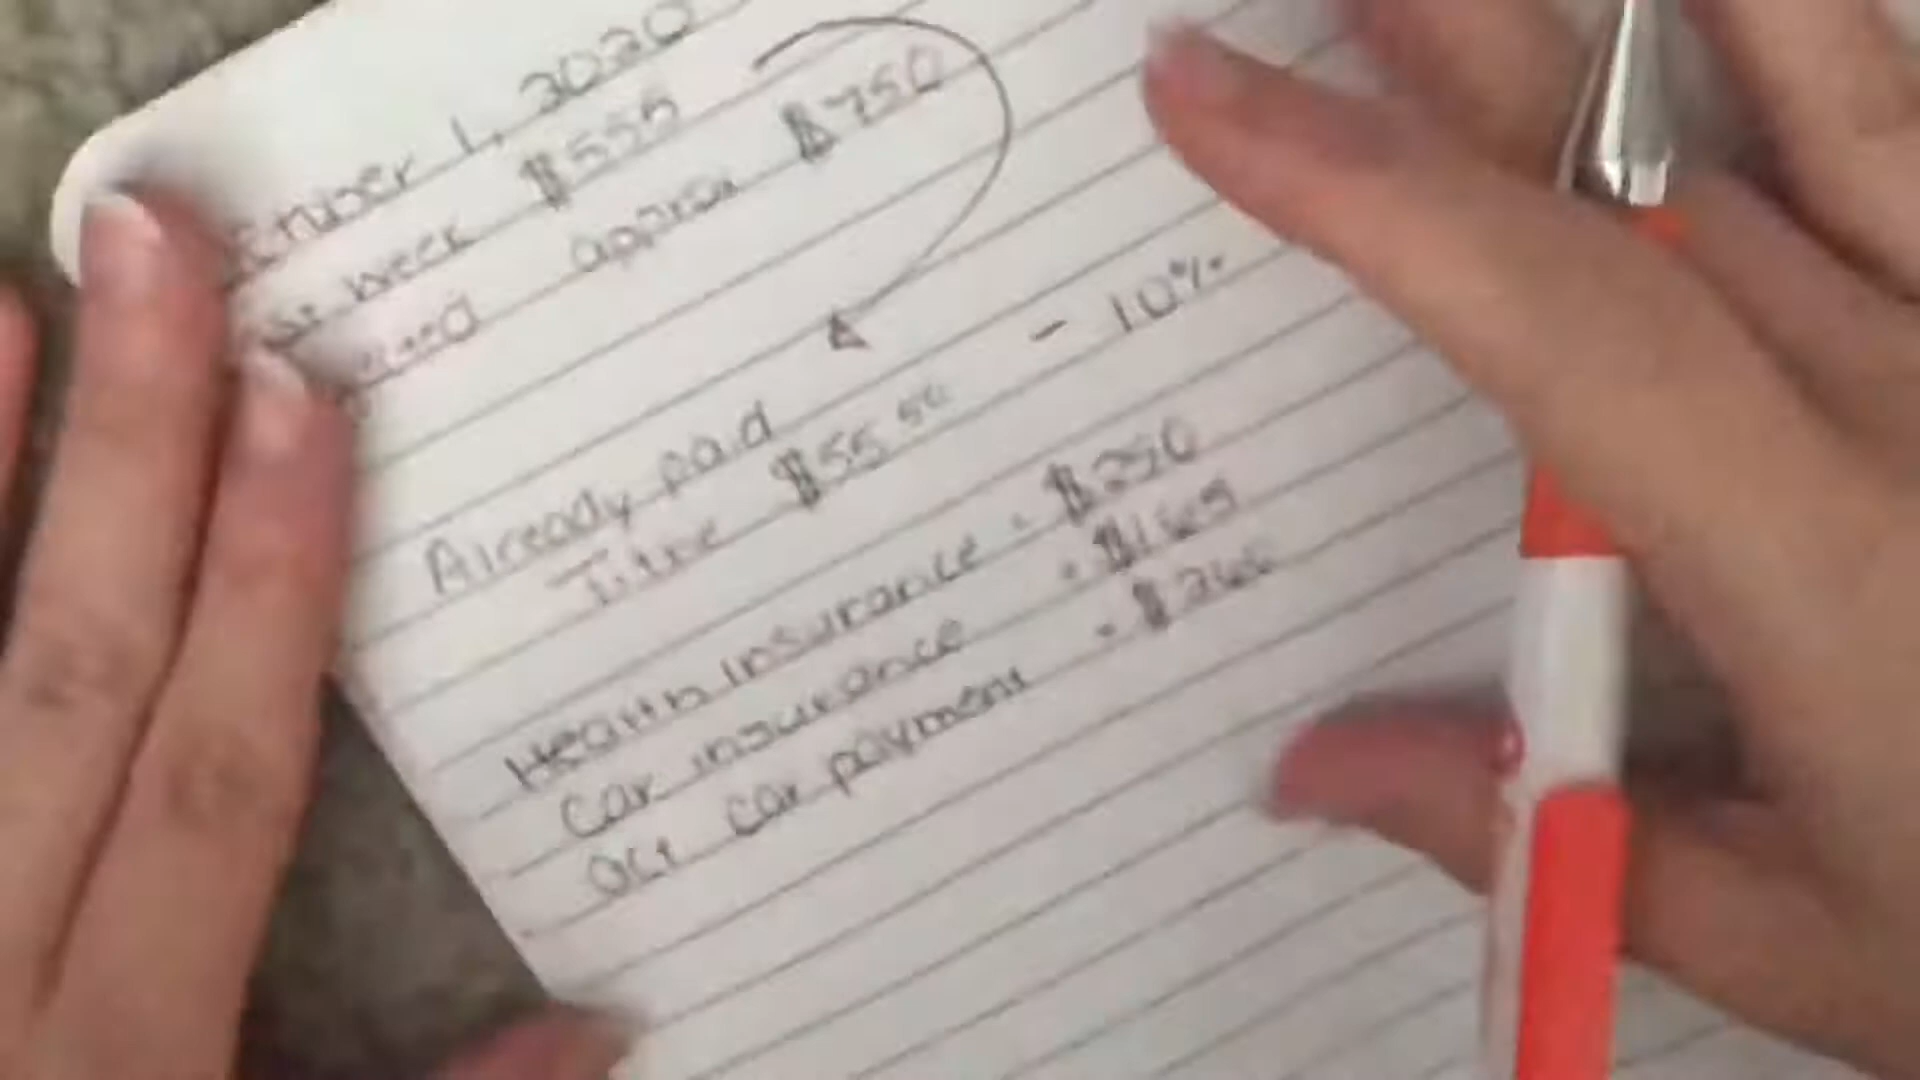 1, 2020
week $555
approx $750
Already paid
Tithe $55.50 - 10%
Health insurance - $250
Car insurance - $165
Oct car payment - $266